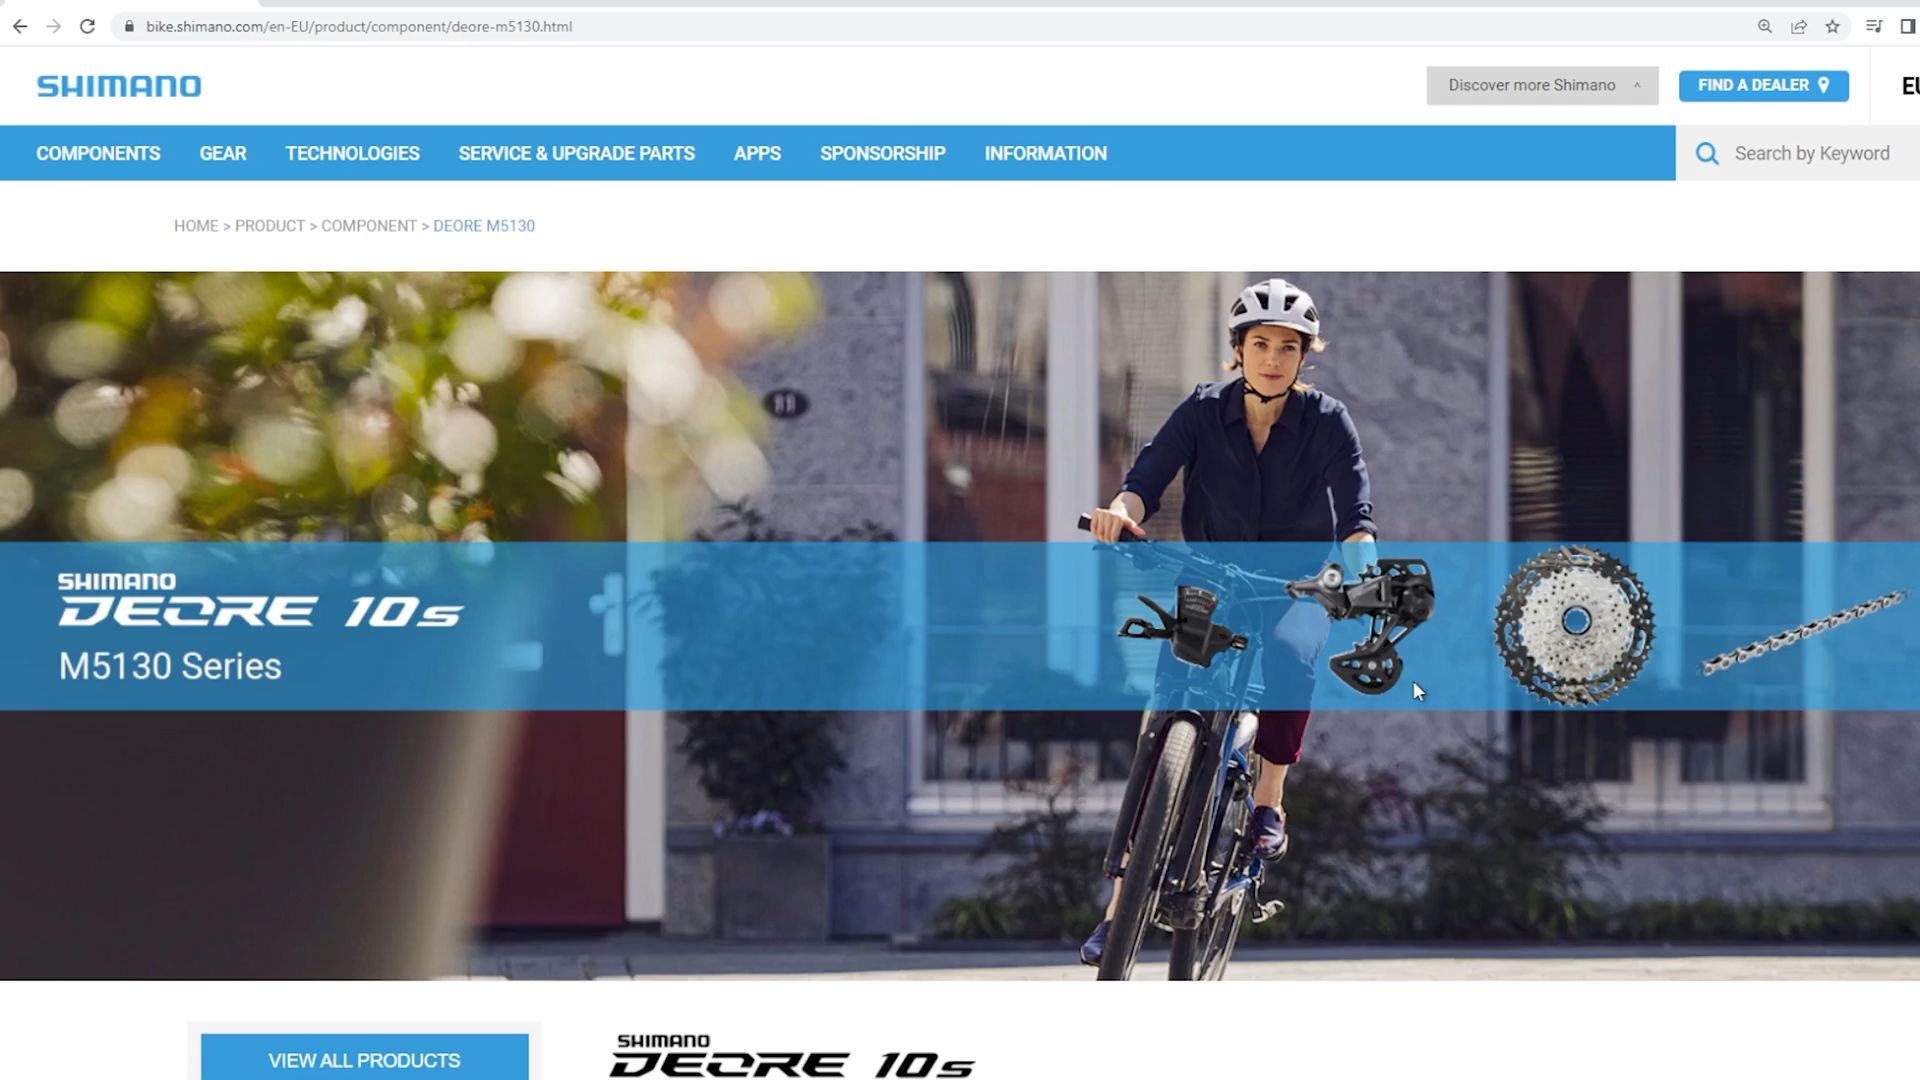 bike.shimano.com/en-EU/product/component/deore-m5130.html
SHIMANO
Discover more Shimano
FIND A DEALER
EU
COMPONENTS GEAR TECHNOLOGIES SERVICE & UPGRADE PARTS APPS SPONSORSHIP INFORMATION
Search by Keyword
HOME > PRODUCT > COMPONENT > DEORE M5130
11
SHIMANO
DEORE 10s
M5130 Series
VIEW ALL PRODUCTS
SHIMANO
DEORE 10s